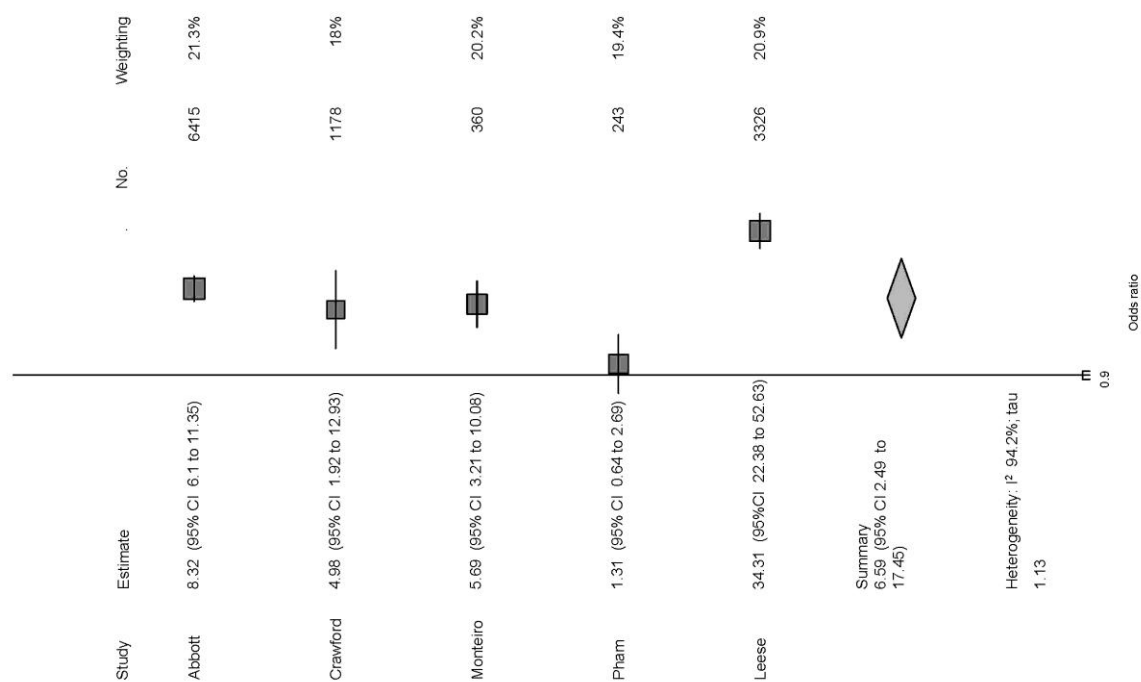 Study Estimate . No. Weighting
Abbott 8.32 (95% CI 6.1 to 11.35) 6415 21.3%
Crawford 4.98 (95% CI 1.92 to 12.93) 1178 18%
Monteiro 5.69 (95% CI 3.21 to 10.08) 360 20.2%
Pham 1.31 (95% CI 0.64 to 2.69) 243 19.4%
Leese 34.31 (95%CI 22.38 to 52.63) 3326 20.9%
Summary
6.59 (95% CI 2.49 to
17.45)
Heterogeneity: I² 94.2%; tau
1.13
0.9
Odds ratio